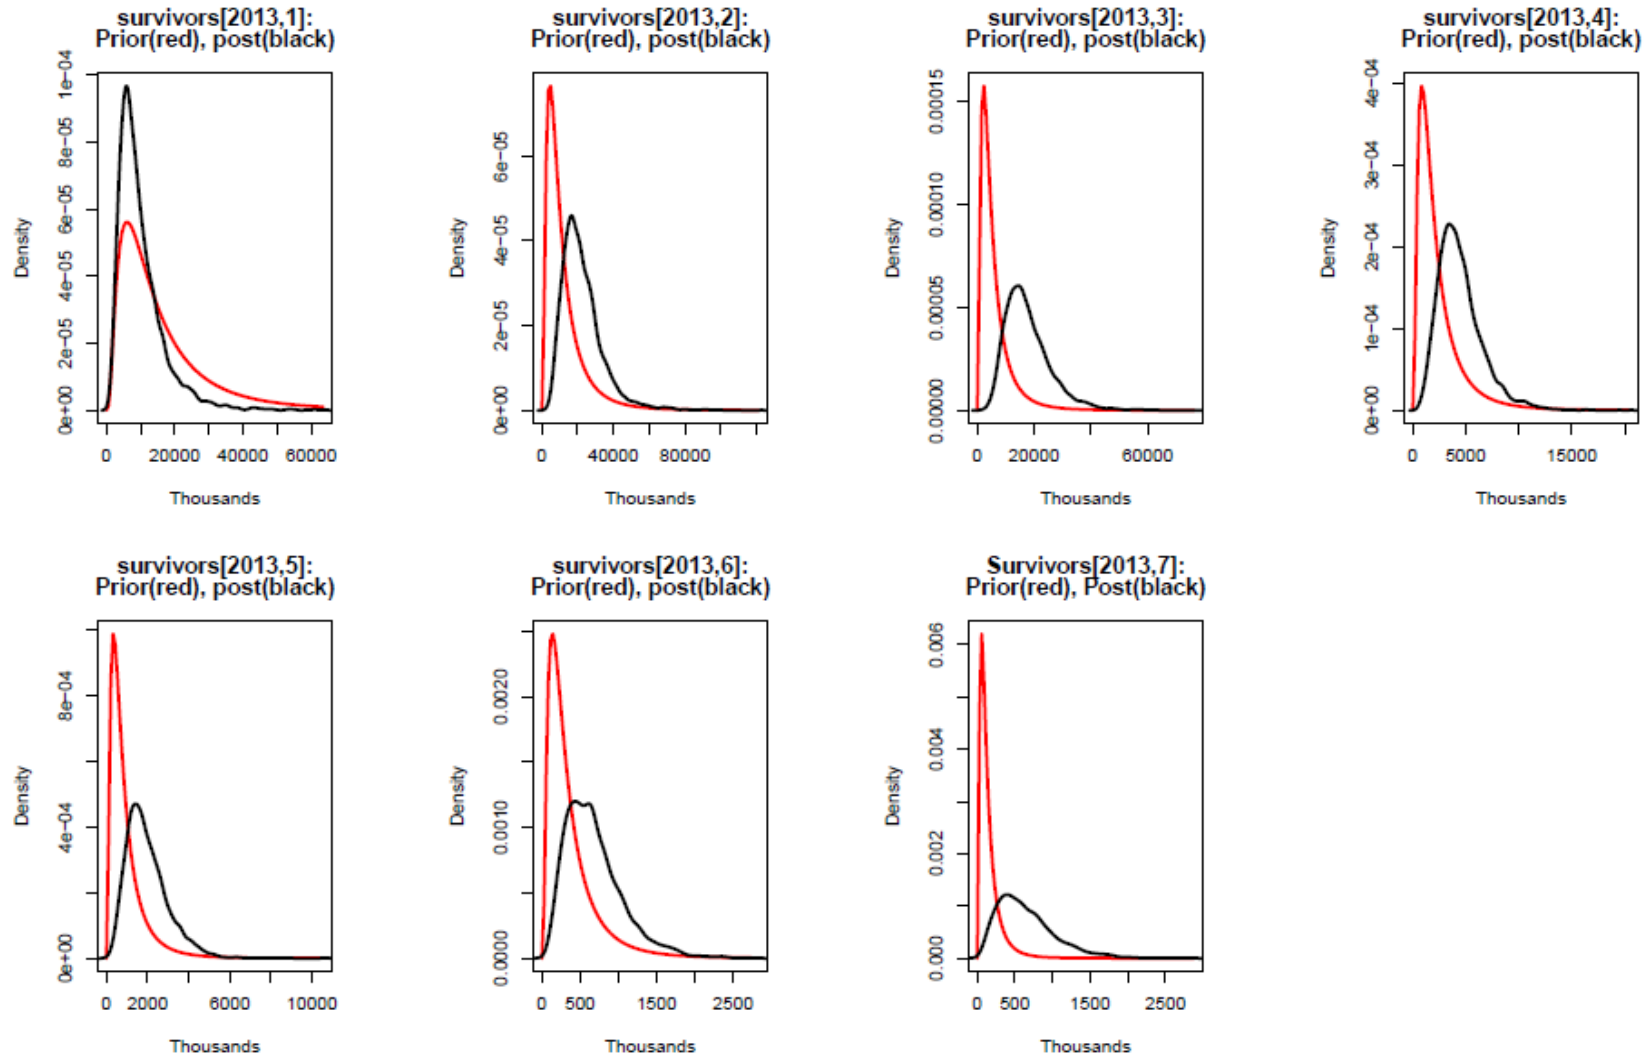 survivors[2013,1]:
Prior(red), post(black)
1e−04
8e−05
6e−05
4e−05
2e−05
0e+00
Density
0 20000 40000 60000
Thousands
survivors[2013,2]:
Prior(red), post(black)
6e−05
4e−05
2e−05
0e+00
Density
0 40000 80000
Thousands
survivors[2013,3]:
Prior(red), post(black)
0.00015
0.00010
0.00005
0.00000
Density
0 20000 60000
Thousands
survivors[2013,4]:
Prior(red), post(black)
4e−04
3e−04
2e−04
1e−04
0e+00
Density
0 5000 15000
Thousands
survivors[2013,5]:
Prior(red), post(black)
8e−04
4e−04
0e+00
Density
0 2000 6000 10000
Thousands
survivors[2013,6]:
Prior(red), post(black)
0.0020
0.0010
0.0000
Density
0 500 1500 2500
Thousands
Survivors[2013,7]:
Prior(red), Post(black)
0.006
0.004
0.002
0.000
Density
0 500 1500 2500
Thousands